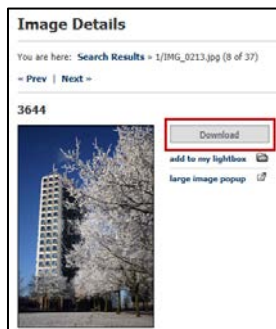 Image Details
You are here: Search Results » 1/IMG_0213.jpg (8 of 37)
« Prev | Next »
3644
Download
add to my lightbox
large image popup